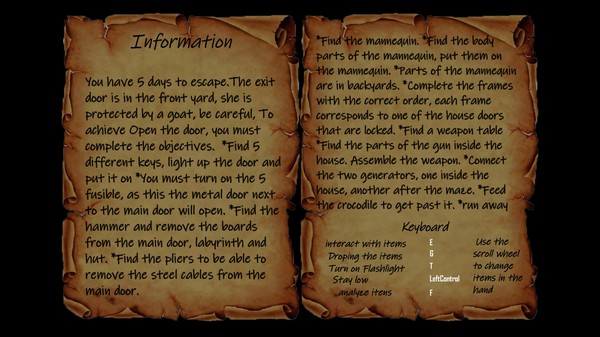 Information
You have 5 days to escape.The exit
door is in the front yard, she is
protected by a goat, be careful, To
achieve Open the door, you must
complete the objectives. *Find 5
different keys, light up the door and
put it on *You must turn on the 5
fusible, as this the metal door next
to the main door will open. *Find the
hammer and remove the boards
from the main door, labyrinth and
hut. *Find the pliers to be able to
remove the steel cables from the
main door.
*Find the mannequin. *Find the body
parts of the mannequin, put them on
the mannequin. *Parts of the mannequin
are in backyards. *Complete the frames
with the correct order, each frame
corresponds to one of the house doors
that are locked. *Find a weapon table
*Find the parts of the gun inside the
house. Assemble the weapon. *Connect
the two generators, one inside the
house, another after the maze. *Feed
the crocodile to get past it. *run away
Keyboard
interact with items E
Droping the items G
Turn on Flashlight T
Stay low LeftControl
analyze itens F
Use the
scroll wheel
to change
items in the
hand